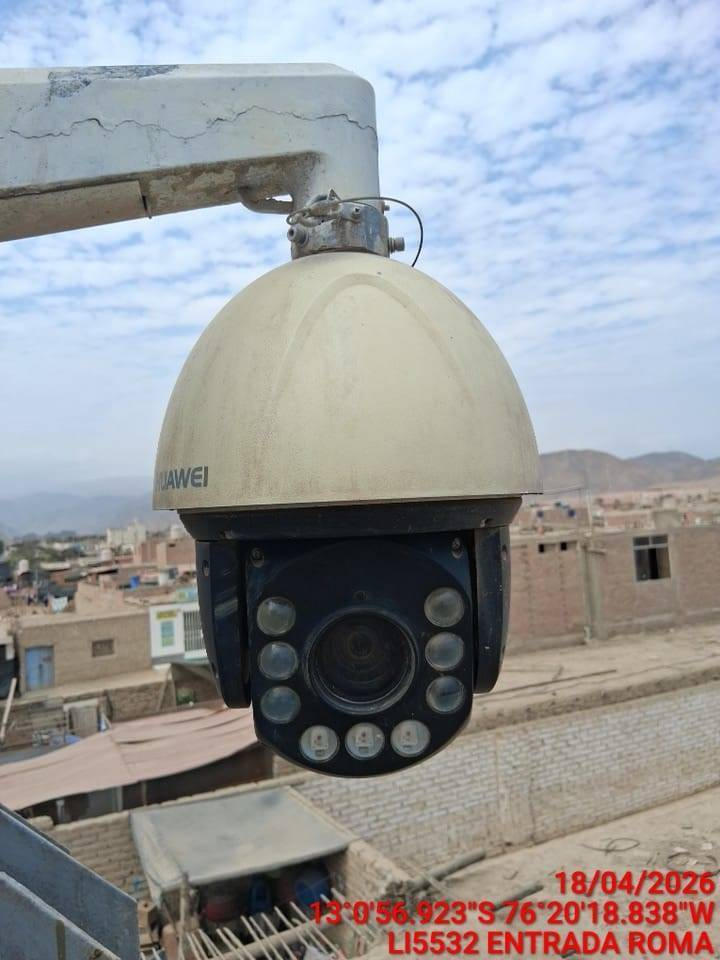 HUAWEI
18/04/2026
13°0'56.923"S 76°20'18.838"W
LI5532 ENTRADA ROMA